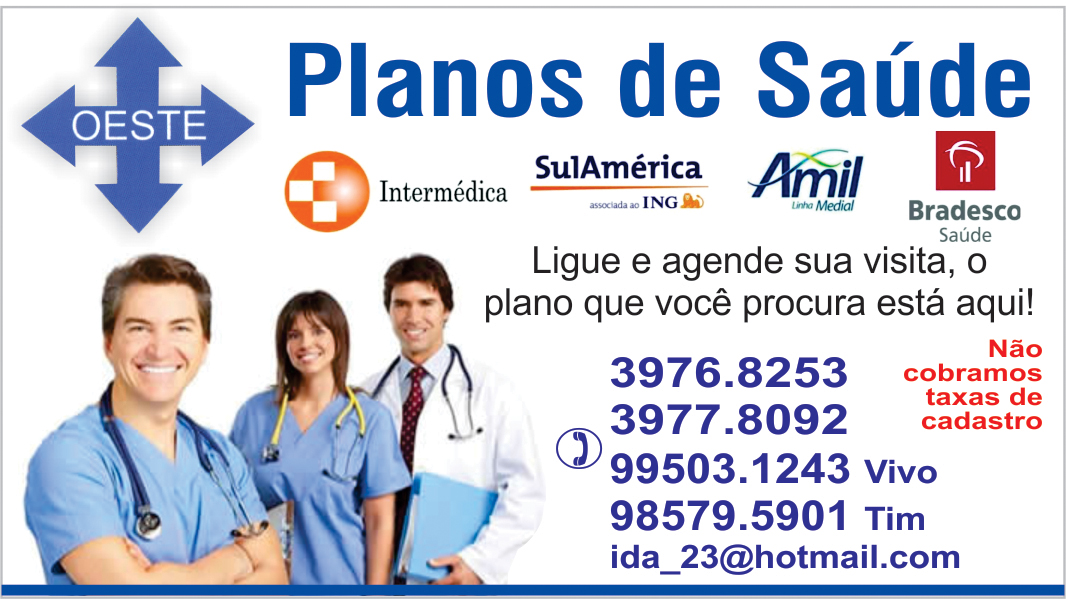 OESTE
Planos de Saúde
Intermédica
SulAmérica
associada ao ING
Amil
Linha Medial
Bradesco
Saúde
Ligue e agende sua visita, o
plano que você procura está aqui!
Não
cobramos
taxas de
cadastro
3976.8253
3977.8092
99503.1243 Vivo
98579.5901 Tim
ida_23@hotmail.com